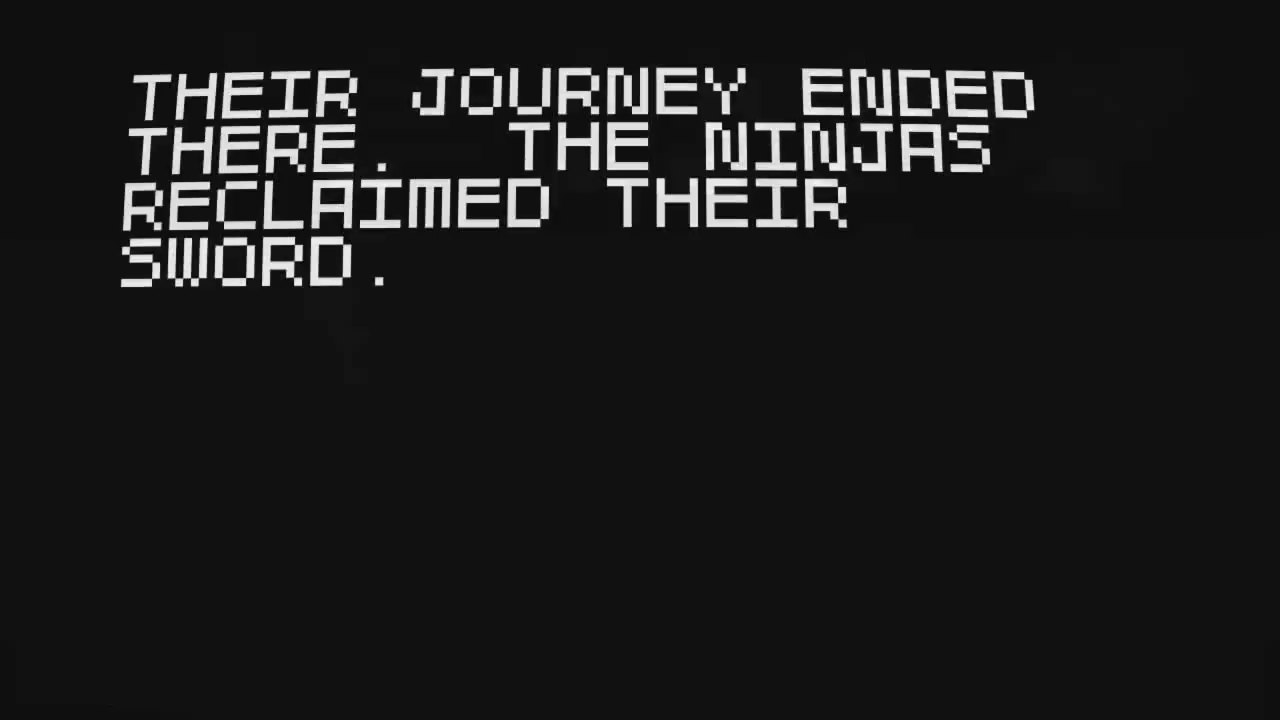 THEIR JOURNEY ENDED
THERE.  THE NINJAS
RECLAIMED THEIR
SWORD.